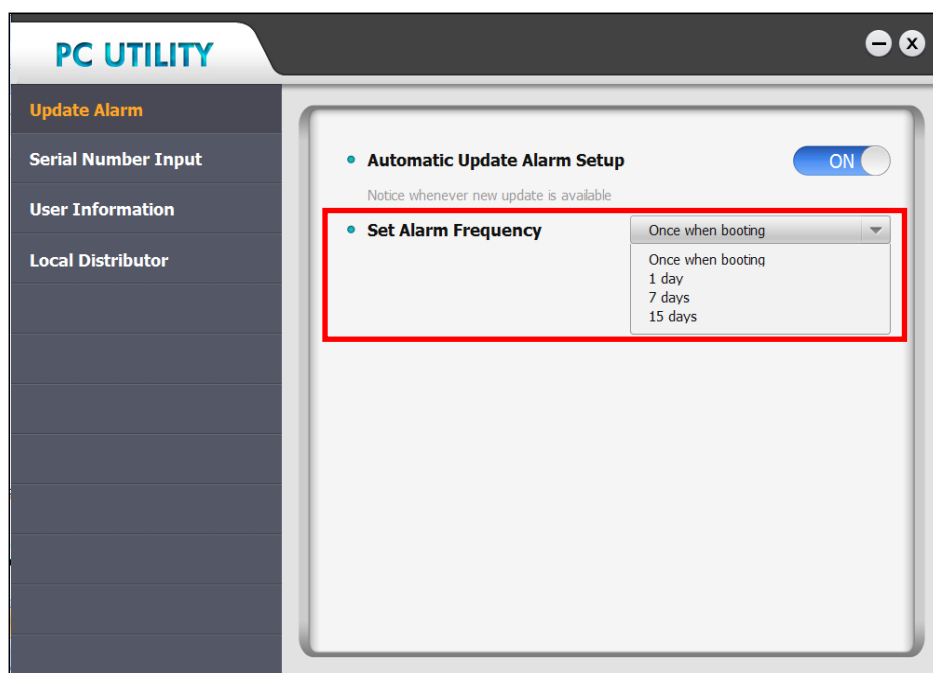 PC UTILITY
Update Alarm
Serial Number Input
User Information
Local Distributor
Automatic Update Alarm Setup
ON
Notice whenever new update is available
Set Alarm Frequency
Once when booting
Once when booting
1 day
7 days
15 days